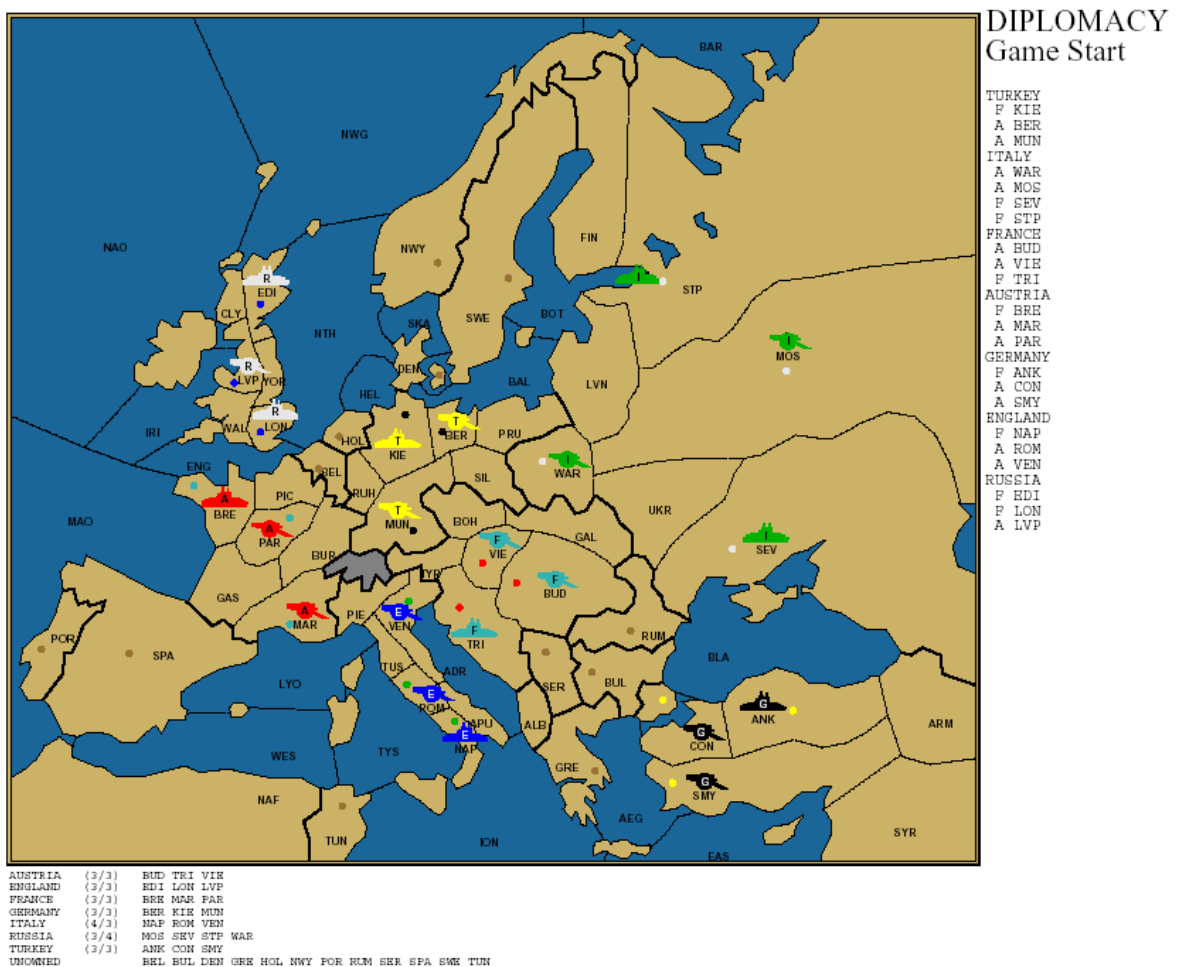 DIPLOMACY
Game Start
TURKEY
F KIE
A BER
A MUN
ITALY
A WAR
A MOS
F SEV
F STP
FRANCE
A BUD
A VIE
F TRI
AUSTRIA
F BRE
A MAR
A PAR
GERMANY
F ANK
A CON
A SMY
ENGLAND
F NAP
A ROM
A VEN
RUSSIA
F EDI
F LON
A LVP
BAR
NWG
NAO
NWY
FIN
R
EDI
I
STP
CLY
NTH
SKA
SWE
BOT
I
MOS
R
LVP
YOR
DEN
BAL
LVN
HEL
R
LON
IRI
WAL
HOL
T
KIE
T
BER
PRU
ENG
BEL
SIL
I
WAR
A
BRE
PIC
RUH
T
MUN
BOH
UKR
MAO
A
PAR
F
VIE
GAL
I
SEV
BUR
TYR
F
BUD
GAS
A
MAR
PIE
E
VEN
F
TRI
RUM
POR
SPA
BLA
TUS
ADR
SER
BUL
LYO
E
ROM
G
ANK
APU
ALB
ARM
E
NAP
G
CON
WES
TYS
GRE
G
SMY
NAF
AEG
SYR
TUN
ION
EAS
AUSTRIA (3/3) BUD TRI VIE
ENGLAND (3/3) EDI LON LVP
FRANCE (3/3) BRE MAR PAR
GERMANY (3/3) BER KIE MUN
ITALY (4/3) NAP ROM VEN
RUSSIA (3/4) MOS SEV STP WAR
TURKEY (3/3) ANK CON SMY
UNOWNED BEL BUL DEN GRE HOL NWY POR RUM SER SPA SWE TUN